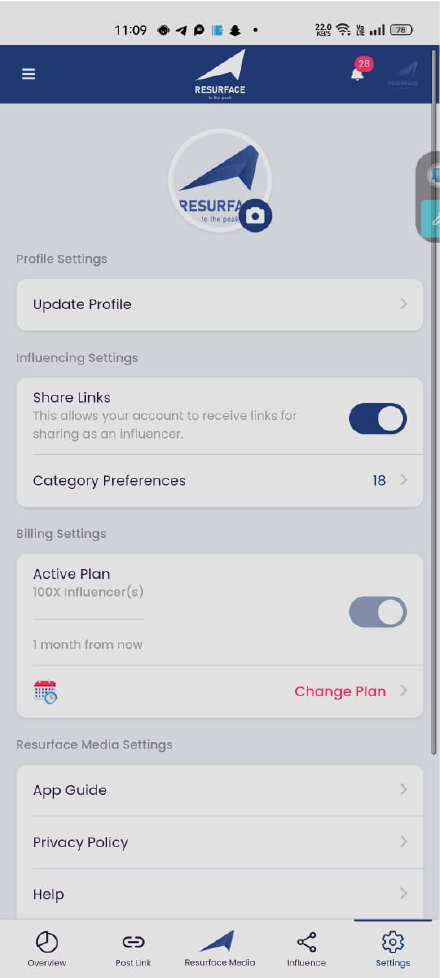 11:09
22.0 KB/S
Vo LTE
78
RESURFACE
to the peak
28
RESURFA
to the peak
Profile Settings
Update Profile
Influencing Settings
Share Links
This allows your account to receive links for
sharing as an influencer.
Category Preferences 18
Billing Settings
Active Plan
100X Influencer(s)
1 month from now
Change Plan
Resurface Media Settings
App Guide
Privacy Policy
Help
Overview
Post Link
Resurface Media
Influence
Settings